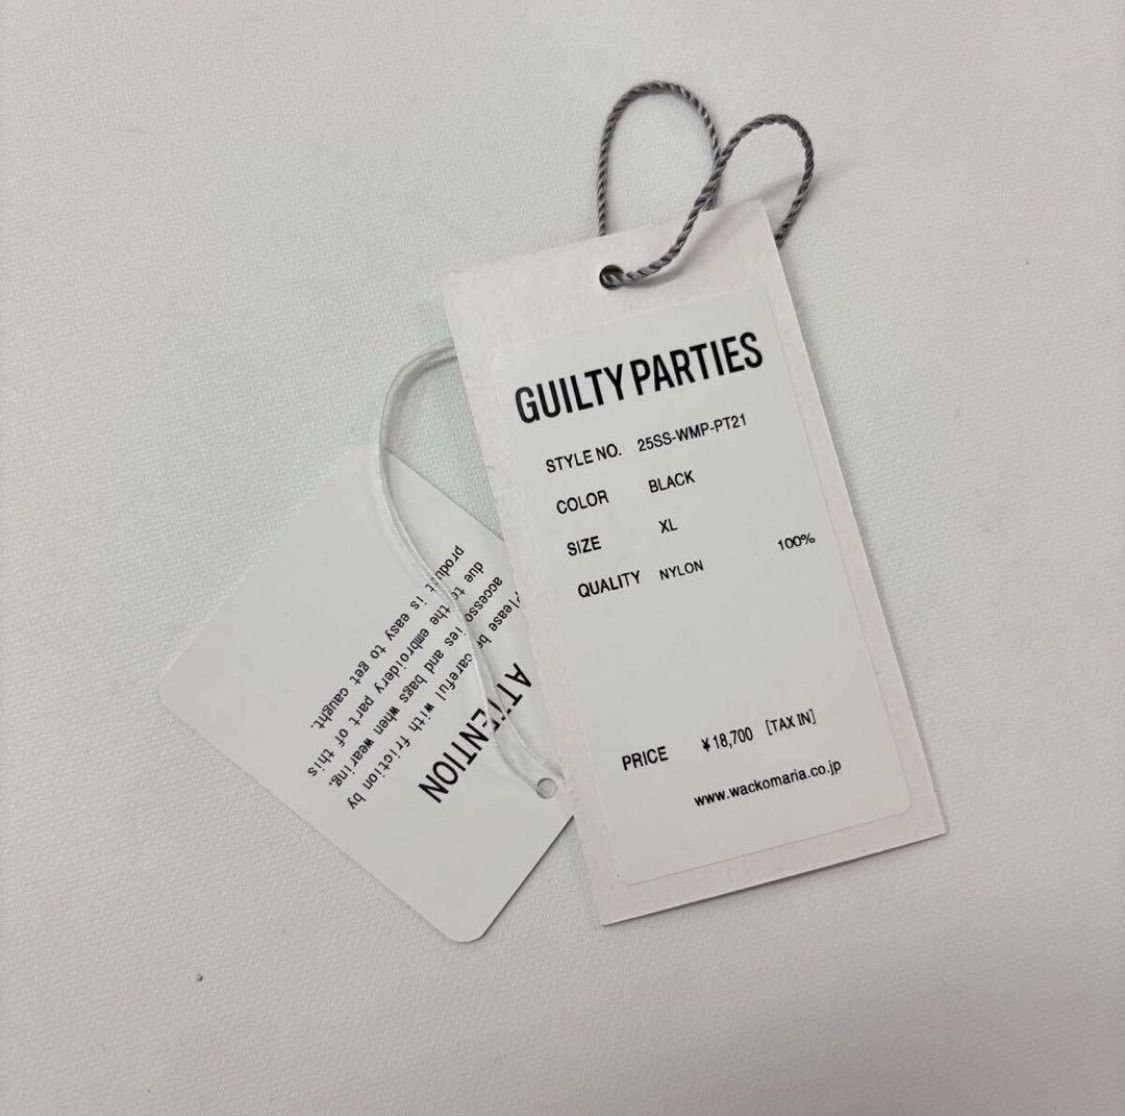 GUILTY PARTIES
STYLE NO. 25SS-WMP-PT21
COLOR BLACK
SIZE XL
QUALITY NYLON 100%
PRICE ¥18,700 [TAX IN]
www.wackomaria.co.jp
ATTENTION
Please be careful with friction by
accessories and bags when wearing,
due to the embroidery part of this
product is easy to get caught.